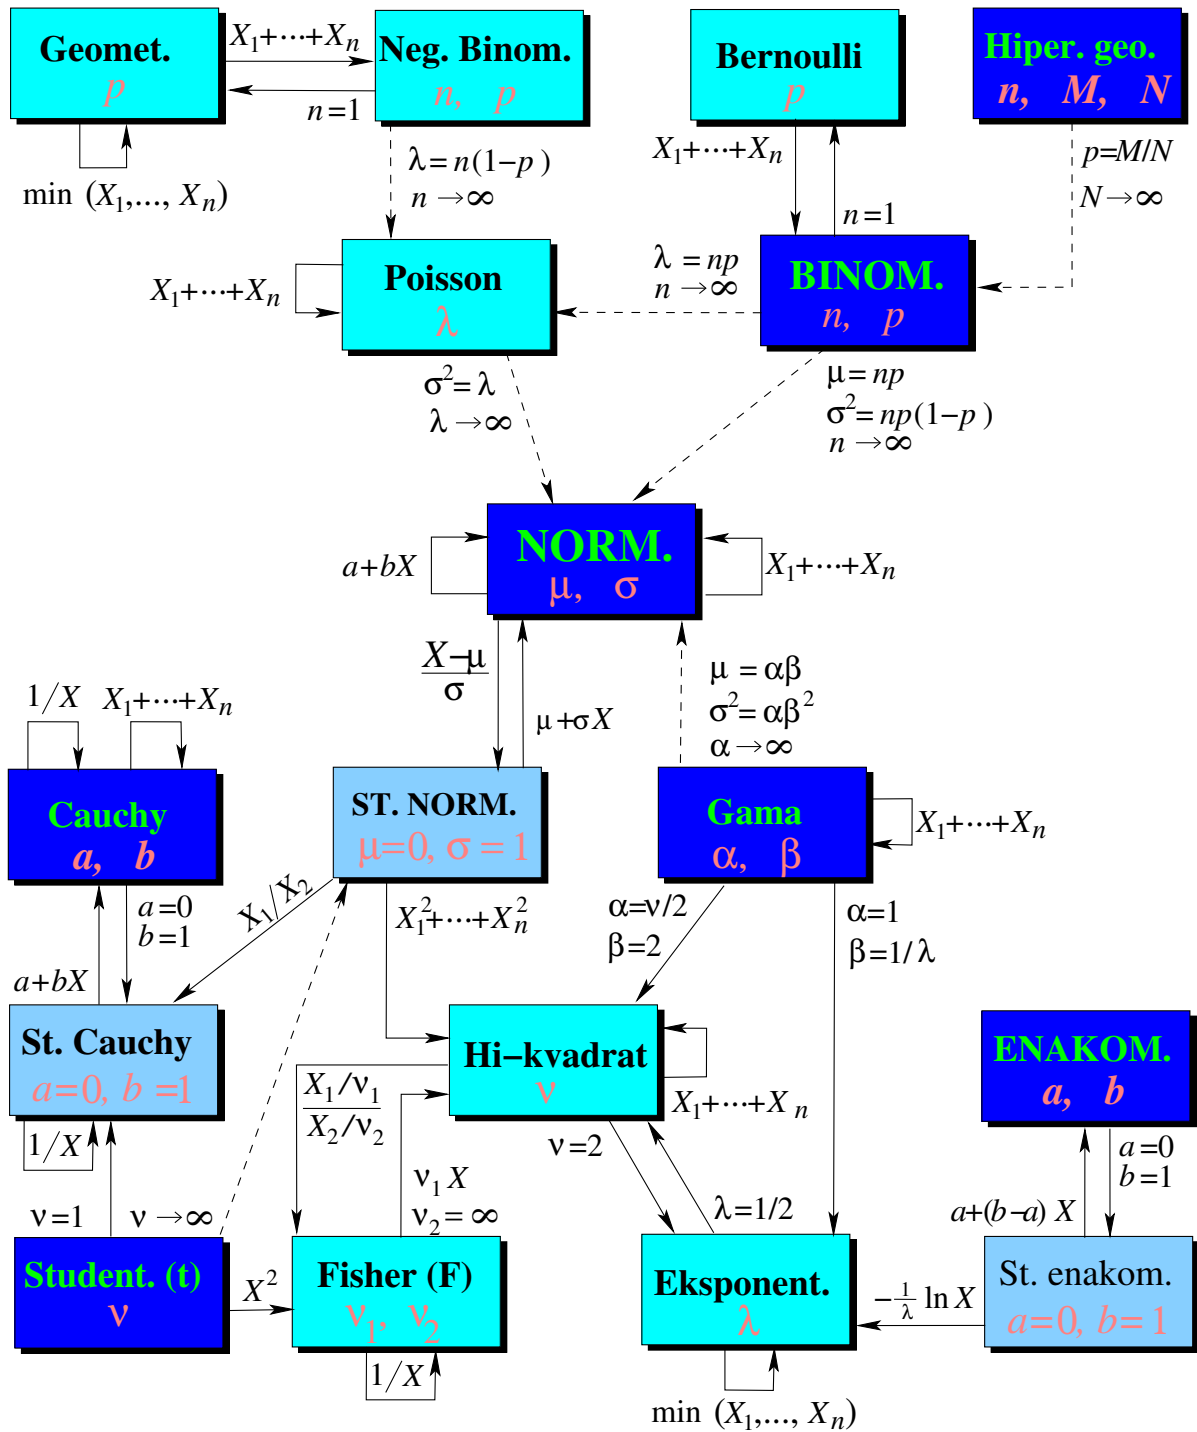 Geomet.
p
X₁+···+Xₙ
Neg. Binom.
n, p
n=1
Bernoulli
p
Hiper. geo.
n, M, N
min (X₁,..., Xₙ)
λ=n(1−p)
n→∞
X₁+···+Xₙ
n=1
p=M/N
N→∞
Poisson
λ
X₁+···+Xₙ
λ=np
n→∞
BINOM.
n, p
σ²=λ
λ→∞
μ=np
σ²=np(1−p)
n→∞
NORM.
μ, σ
a+bX
X₁+···+Xₙ
X−μ
σ
μ+σX
μ=αβ
σ²=αβ²
α→∞
1/X
X₁+···+Xₙ
Cauchy
a, b
ST. NORM.
μ=0, σ=1
Gama
α, β
X₁+···+Xₙ
a+bX
a=0
b=1
X₁/X₂
X₁²+···+Xₙ²
α=ν/2
β=2
α=1
β=1/λ
St. Cauchy
a=0, b=1
Hi−kvadrat
ν
ENAKOM.
a, b
1/X
X₁/ν₁
X₂/ν₂
X₁+···+Xₙ
ν=1
ν→∞
ν₁X
ν₂=∞
ν=2
λ=1/2
a+(b−a)X
a=0
b=1
Student. (t)
ν
X²
Fisher (F)
ν₁, ν₂
Eksponent.
λ
−1/λ ln X
St. enakom.
a=0, b=1
1/X
min (X₁,..., Xₙ)